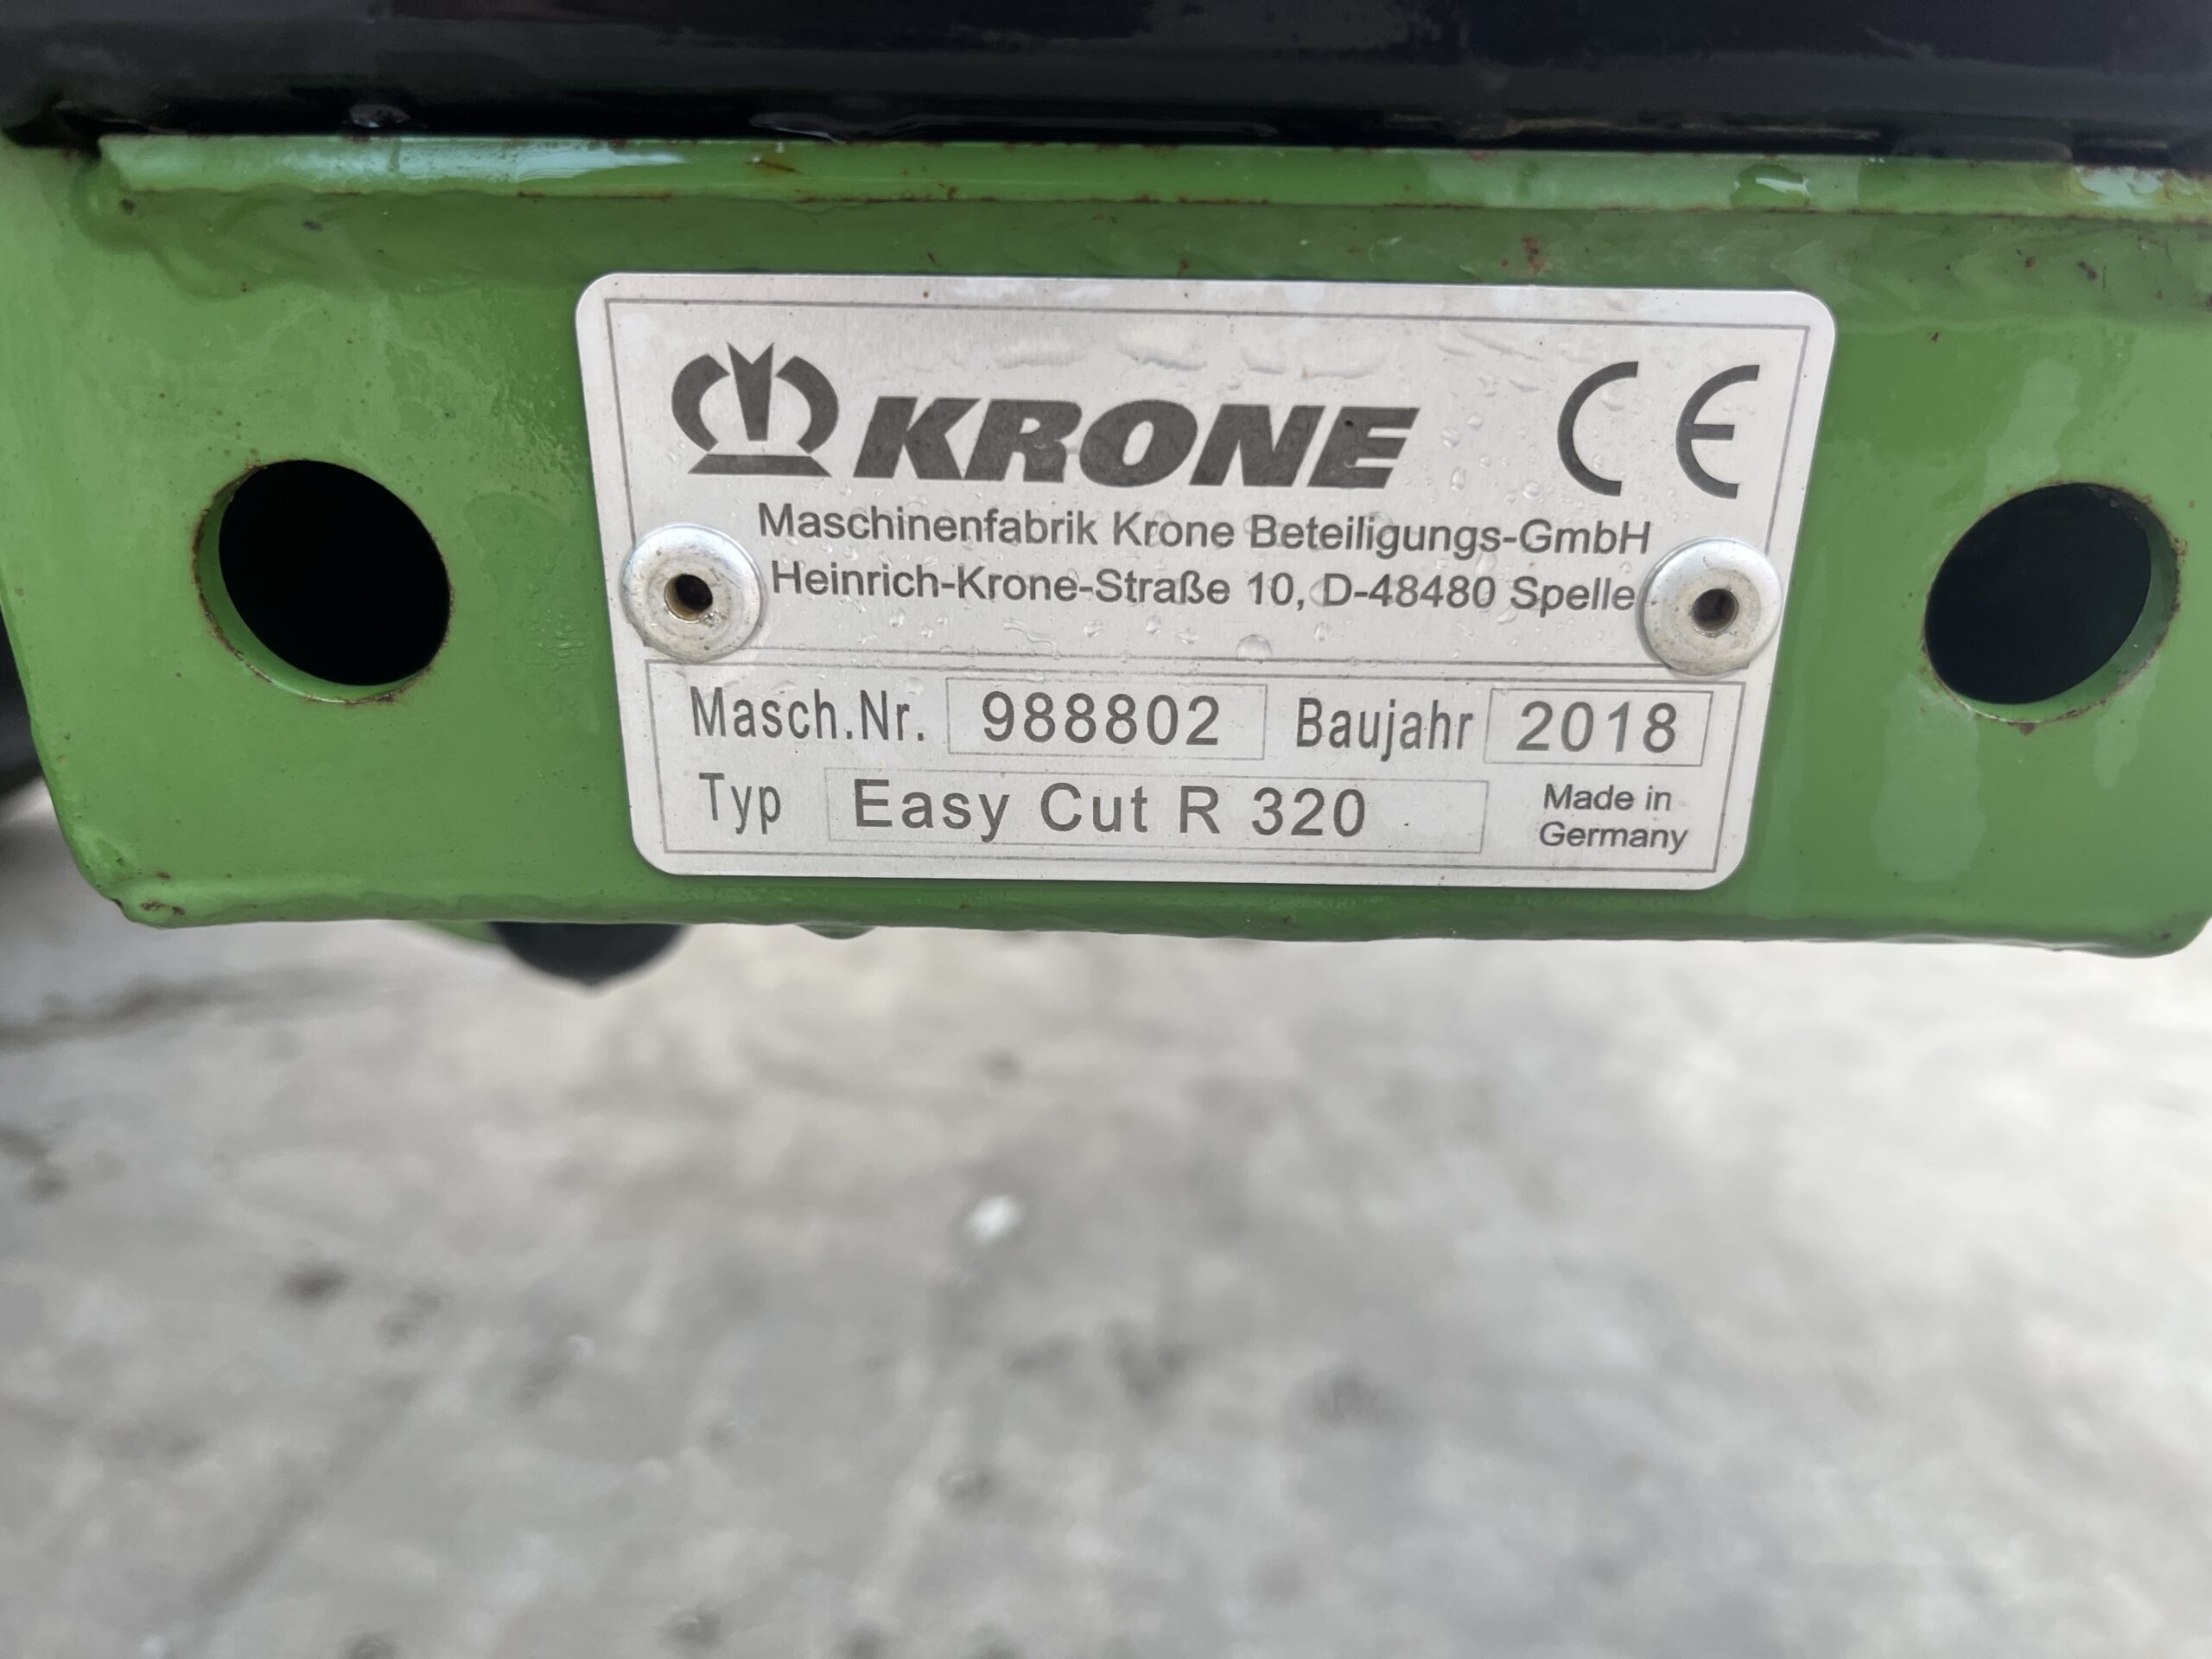 KRONE CE
Maschinenfabrik Krone Beteiligungs-GmbH
Heinrich-Krone-Straße 10, D-48480 Spelle
Masch.Nr. 988802 Baujahr 2018
Typ Easy Cut R 320 Made in
Germany